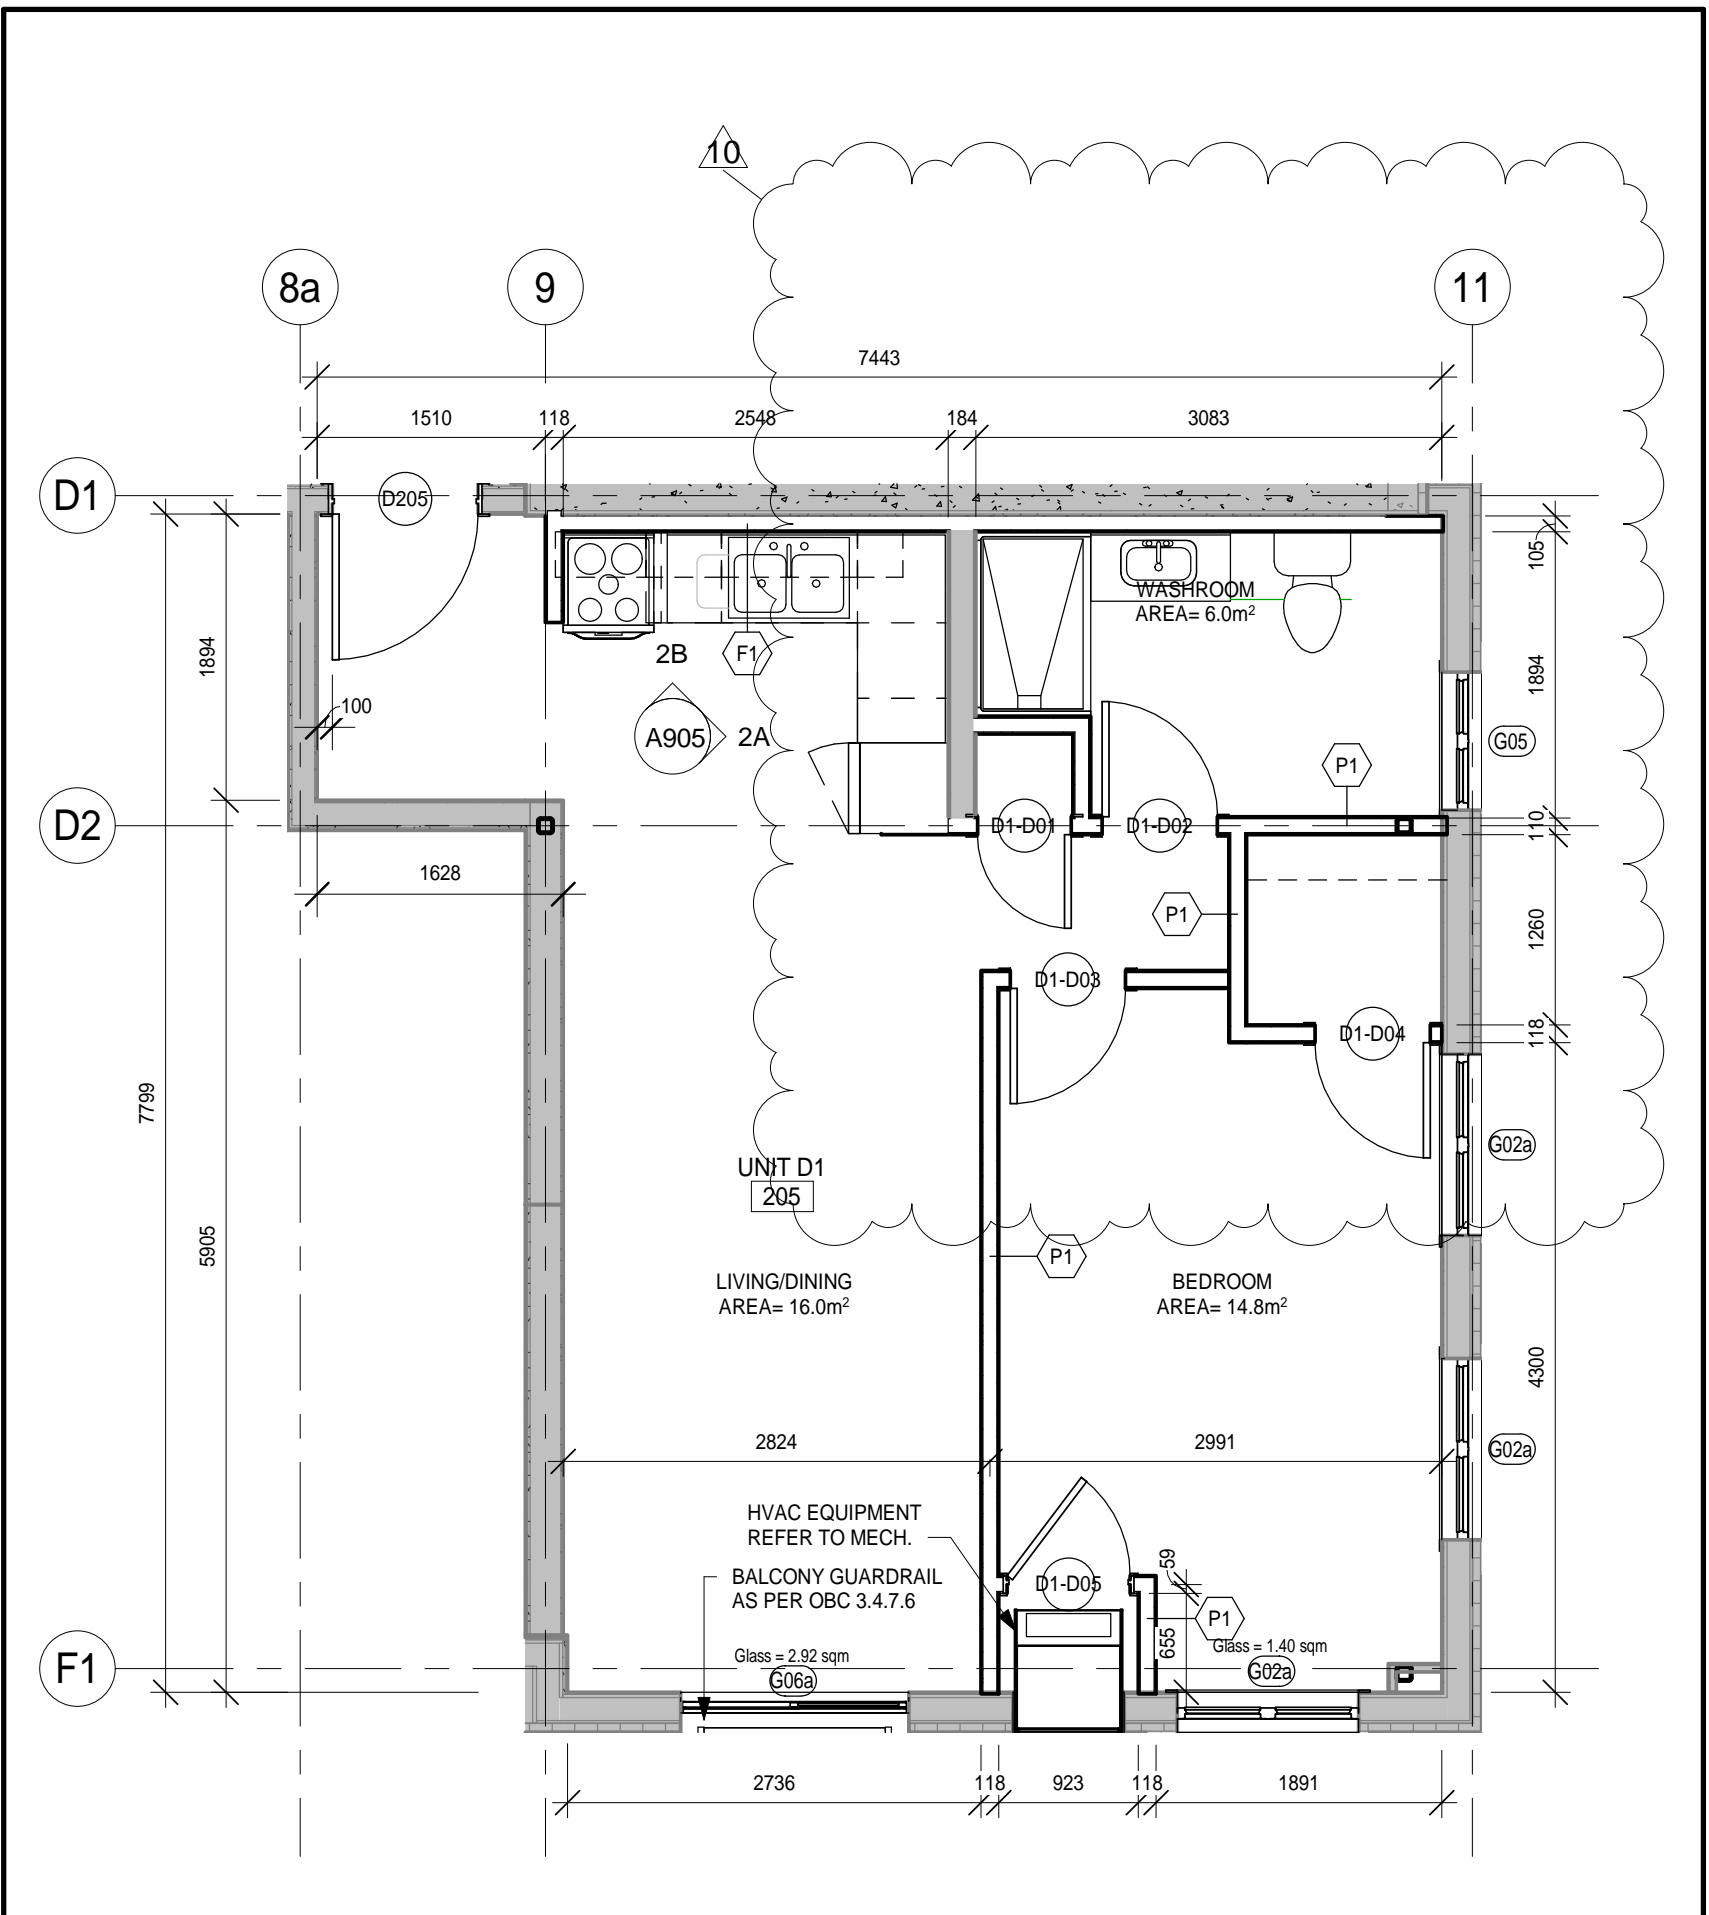 10
8a
9
11
7443
1510
118
2548
184
3083
D1
D205
105
WASHROOM
AREA= 6.0m²
1894
2B
F1
1894
100
A905
2A
G05
P1
D2
D1-D01
D1-D02
110
1628
P1
1260
D1-D03
118
D1-D04
7799
G02a
UNIT D1
205
5905
P1
LIVING/DINING
AREA= 16.0m²
BEDROOM
AREA= 14.8m²
4300
2824
2991
G02a
HVAC EQUIPMENT
REFER TO MECH.
59
BALCONY GUARDRAIL
AS PER OBC 3.4.7.6
D1-D05
P1
655
Glass = 2.92 sqm
Glass = 1.40 sqm
F1
G06a
G02a
2736
118
923
118
1891